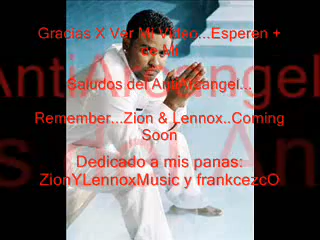 Gracias X Ver Mi Video...Esperen +
De Mi
Saludos del AntiArcangel...
Remember...Zion & Lennox..Coming
Soon
Dedicado a mis panas:
ZionYLennoxMusic y frankcezcO